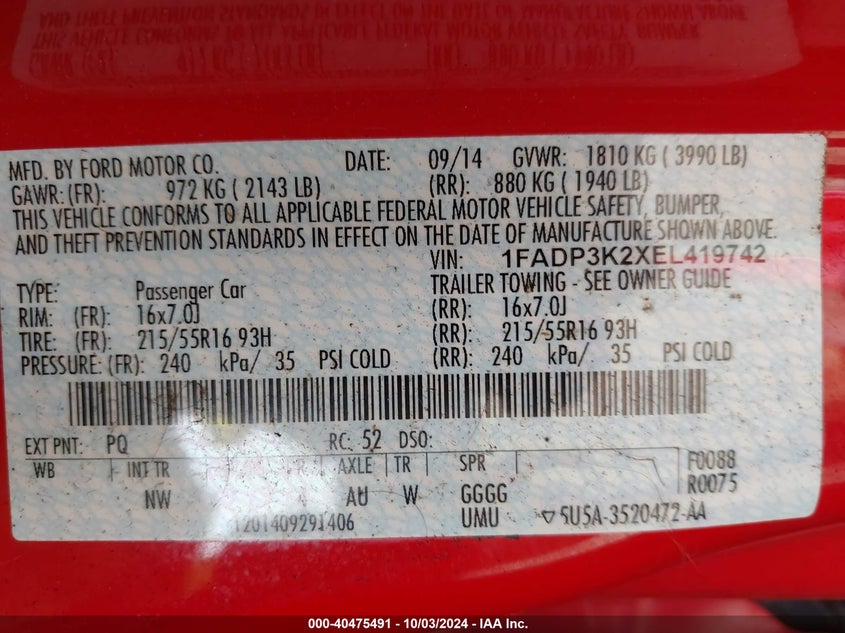 MFD. BY FORD MOTOR CO. DATE: 09/14 GVWR: 1810 KG ( 3990 LB)
GAWR: (FR): 972 KG ( 2143 LB) (RR): 880 KG ( 1940 LB)
THIS VEHICLE CONFORMS TO ALL APPLICABLE FEDERAL MOTOR VEHICLE SAFETY, BUMPER,
AND THEFT PREVENTION STANDARDS IN EFFECT ON THE DATE OF MANUFACTURE SHOWN ABOVE.
VIN: 1FADP3K2XEL419742
TYPE: Passenger Car TRAILER TOWING - SEE OWNER GUIDE
RIM: (FR): 16x7.0J (RR): 16x7.0J
TIRE: (FR): 215/55R16 93H (RR): 215/55R16 93H
PRESSURE: (FR): 240 kPa/ 35 PSI COLD (RR): 240 kPa/ 35 PSI COLD
EXT PNT: PQ RC: 52 DSO:
WB INT TR AXLE TR SPR F0088
NW 4 AU W GGGG R0075
1201409291406 UMU 5U5A-3520472-AA
000-40475491 - 10/03/2024 - IAA Inc.